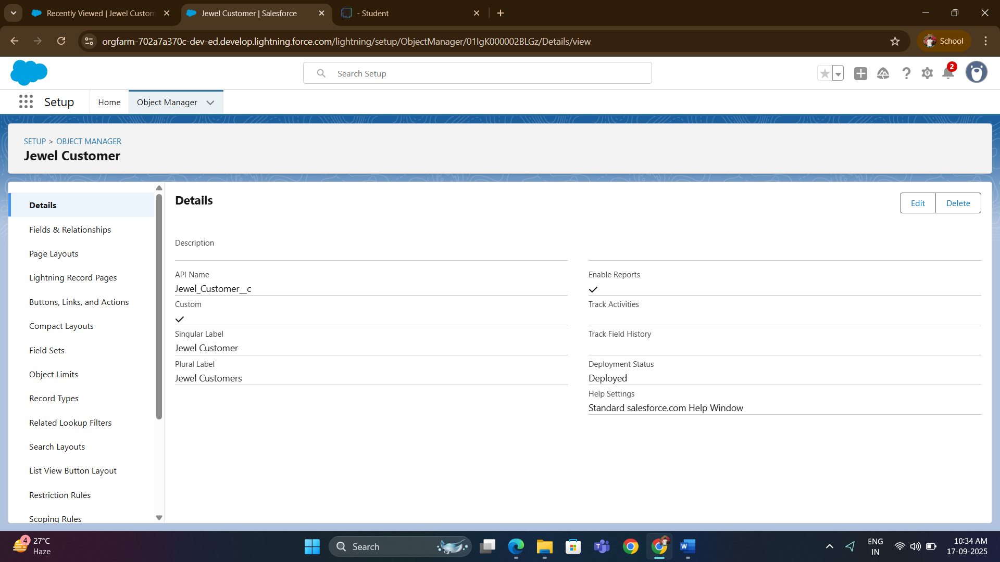 Recently Viewed | Jewel Custom
Jewel Customer | Salesforce
- Student
orgfarm-702a7a370c-dev-ed.develop.lightning.force.com/lightning/setup/ObjectManager/01IgK000002BLGz/Details/view
School
Search Setup
2
Setup
Home
Object Manager
SETUP > OBJECT MANAGER
Jewel Customer
Details
Fields & Relationships
Page Layouts
Lightning Record Pages
Buttons, Links, and Actions
Compact Layouts
Field Sets
Object Limits
Record Types
Related Lookup Filters
Search Layouts
List View Button Layout
Restriction Rules
Scoping Rules
Details
Edit
Delete
Description
API Name
Jewel_Customer__c
Custom
Singular Label
Jewel Customer
Plural Label
Jewel Customers
Enable Reports
Track Activities
Track Field History
Deployment Status
Deployed
Help Settings
Standard salesforce.com Help Window
4
27°C
Haze
Search
ENG
IN
10:34 AM
17-09-2025